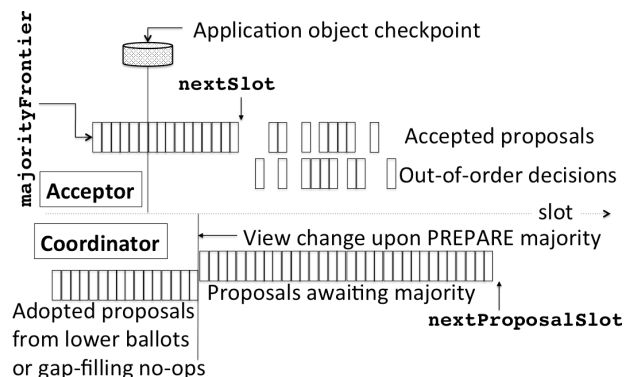 Application object checkpoint
majorityFrontier
nextSlot
Accepted proposals
Out-of-order decisions
Acceptor
slot
Coordinator
View change upon PREPARE majority
Proposals awaiting majority
nextProposalSlot
Adopted proposals
from lower ballots
or gap-filling no-ops